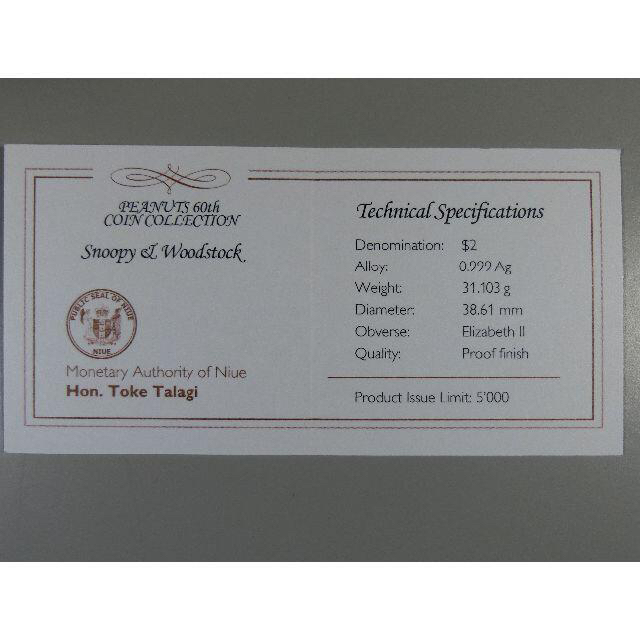 PEANUTS 60th
COIN COLLECTION
Snoopy & Woodstock
PUBLIC SEAL OF NIUE
NIUE
Monetary Authority of Niue
Hon. Toke Talagi
Technical Specifications
Denomination: $2
Alloy: 0.999 Ag
Weight: 31.103 g
Diameter: 38.61 mm
Obverse: Elizabeth II
Quality: Proof finish
Product Issue Limit: 5'000